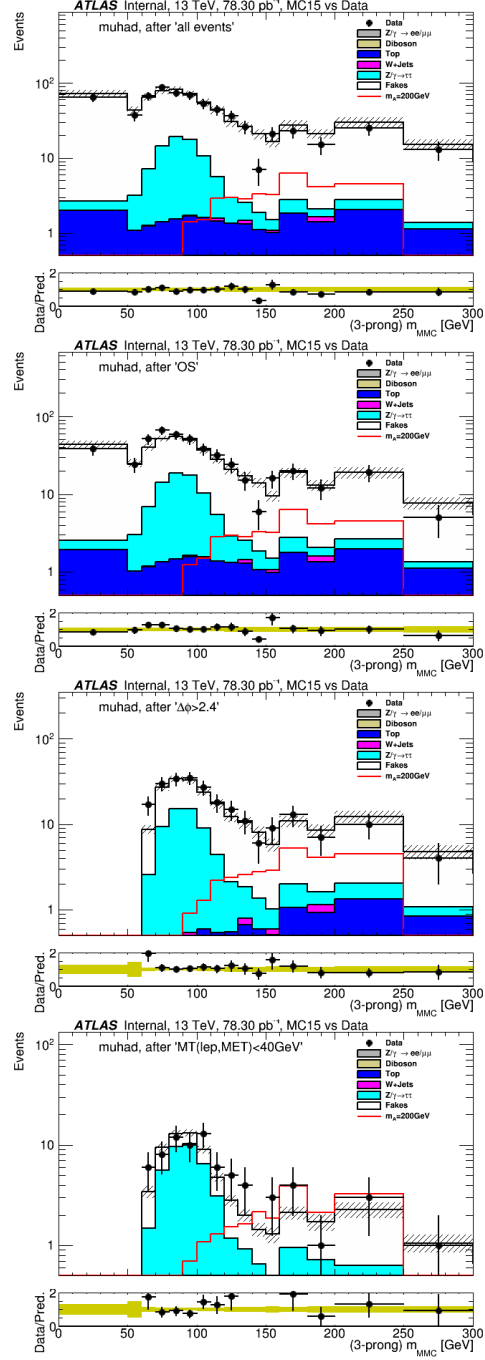 ATLAS Internal, 13 TeV, 78.30 pb⁻¹, MC15 vs Data
Events
muhad, after 'all events'
Data
Z/γ → ee/μμ
Diboson
Top
W+Jets
Z/γ→ττ
Fakes
m_A=200GeV
10²
10
1
Data/Pred.
2
1
0
0 50 100 150 200 250 300
(3-prong) m_MMC [GeV]
ATLAS Internal, 13 TeV, 78.30 pb⁻¹, MC15 vs Data
Events
muhad, after 'OS'
Data
Z/γ → ee/μμ
Diboson
Top
W+Jets
Z/γ→ττ
Fakes
m_A=200GeV
10²
10
1
Data/Pred.
2
1
0
0 50 100 150 200 250 300
(3-prong) m_MMC [GeV]
ATLAS Internal, 13 TeV, 78.30 pb⁻¹, MC15 vs Data
Events
muhad, after 'Δϕ>2.4'
Data
Z/γ → ee/μμ
Diboson
Top
W+Jets
Z/γ→ττ
Fakes
m_A=200GeV
10²
10
1
Data/Pred.
2
1
0
0 50 100 150 200 250 300
(3-prong) m_MMC [GeV]
ATLAS Internal, 13 TeV, 78.30 pb⁻¹, MC15 vs Data
Events
muhad, after 'MT(lep,MET)<40GeV'
Data
Z/γ → ee/μμ
Diboson
Top
W+Jets
Z/γ→ττ
Fakes
m_A=200GeV
10²
10
1
Data/Pred.
2
1
0
0 50 100 150 200 250 300
(3-prong) m_MMC [GeV]